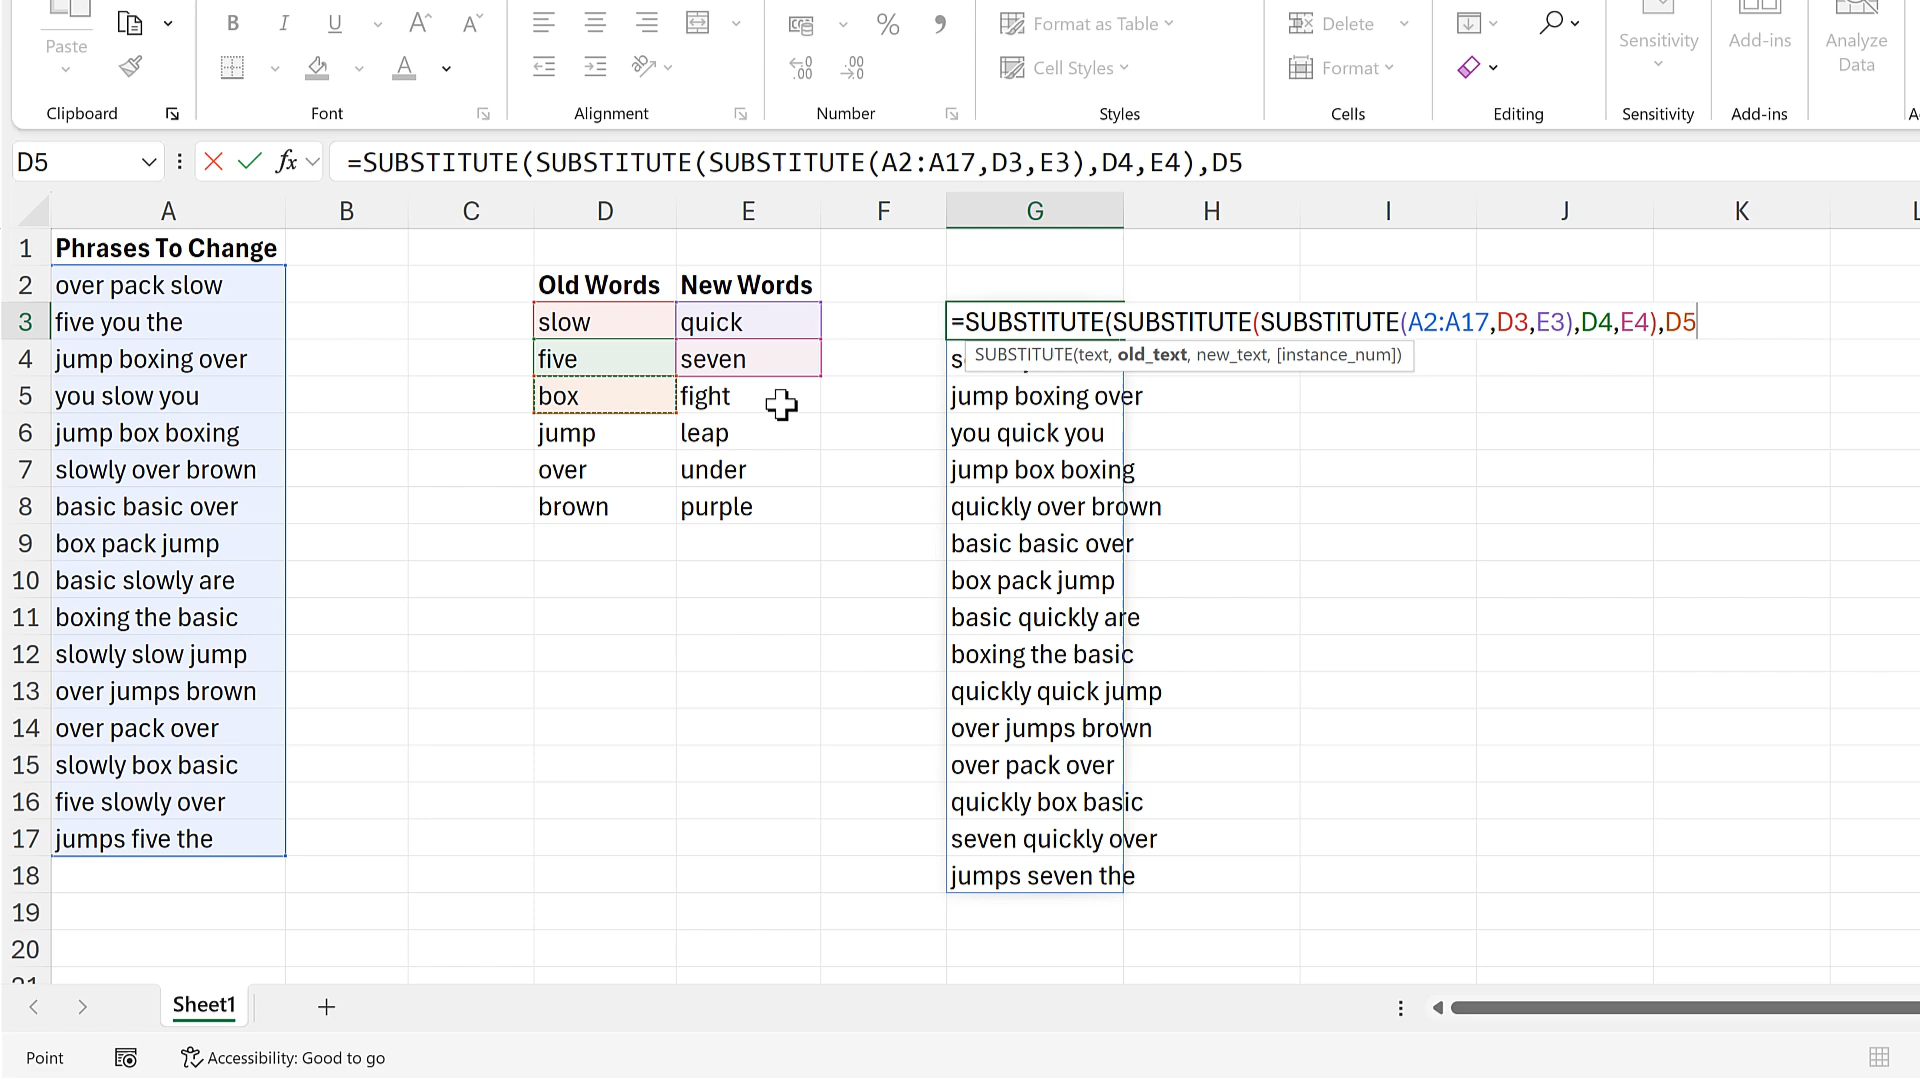 Paste
B I U A^ Aˇ
% 9
.00
Format as Table
Cell Styles
Delete
Format
Sensitivity
Add-ins
Analyze
Data
Clipboard Font Alignment Number Styles Cells Editing Sensitivity Add-ins
D5 fx =SUBSTITUTE(SUBSTITUTE(SUBSTITUTE(A2:A17,D3,E3),D4,E4),D5
A B C D E F G H I J K L
1 Phrases To Change
2 over pack slow Old Words New Words
3 five you the slow quick =SUBSTITUTE(SUBSTITUTE(SUBSTITUTE(A2:A17,D3,E3),D4,E4),D5
4 jump boxing over five seven SUBSTITUTE(text, old_text, new_text, [instance_num])
5 you slow you box fight jump boxing over
6 jump box boxing jump leap you quick you
7 slowly over brown over under jump box boxing
8 basic basic over brown purple quickly over brown
9 box pack jump basic basic over
10 basic slowly are box pack jump
11 boxing the basic basic quickly are
12 slowly slow jump boxing the basic
13 over jumps brown quickly quick jump
14 over pack over over jumps brown
15 slowly box basic over pack over
16 five slowly over quickly box basic
17 jumps five the seven quickly over
18 jumps seven the
19
20
Sheet1
Point Accessibility: Good to go